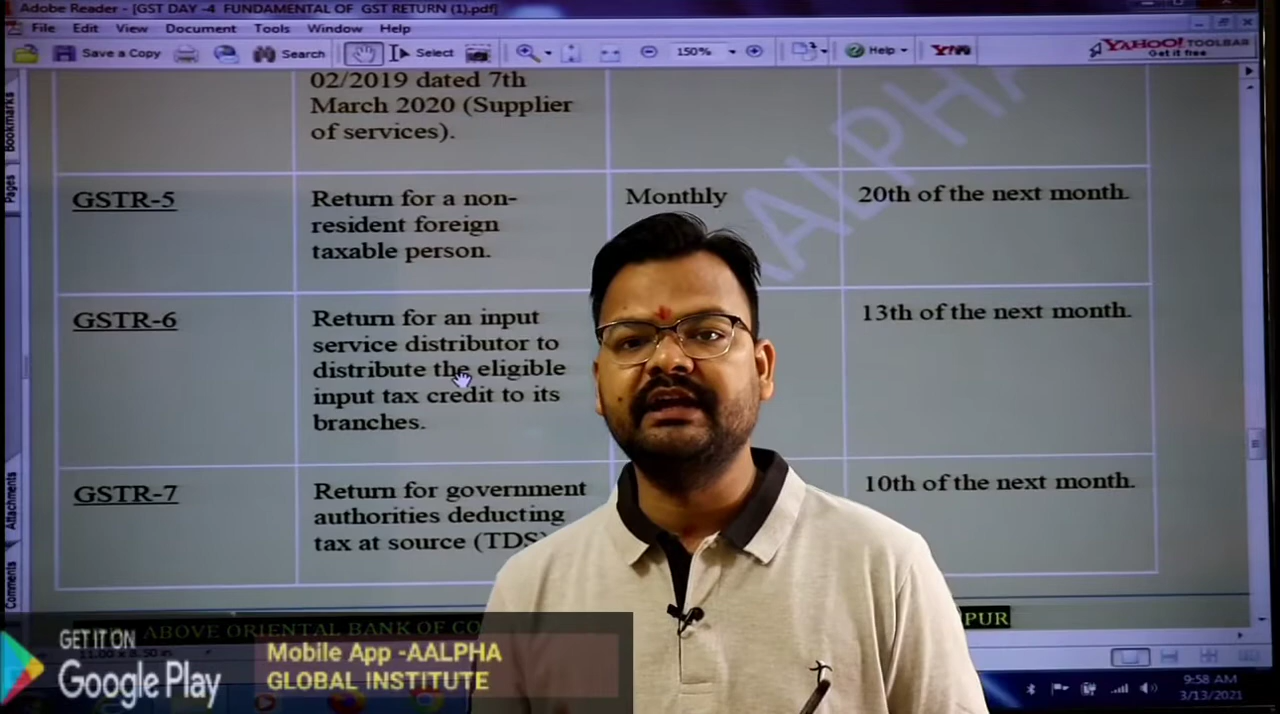 Adobe Reader - [GST DAY -4 FUNDAMENTAL OF GST RETURN (1).pdf]
File Edit View Document Tools Window Help
Save a Copy Search Select 150% Help YAHOO! TOOLBAR
Get it free
Bookmarks
Pages
Attachments
Comments
AALPHA
02/2019 dated 7th
March 2020 (Supplier
of services).
GSTR-5 Return for a non- Monthly 20th of the next month.
resident foreign
taxable person.
GSTR-6 Return for an input 13th of the next month.
service distributor to
distribute the eligible
input tax credit to its
branches.
GSTR-7 Return for government 10th of the next month.
authorities deducting
tax at source (TDS)
ABOVE ORIENTAL BANK OF
GET IT ON
Google Play
Mobile App -AALPHA
GLOBAL INSTITUTE
9:58 AM
3/13/2021